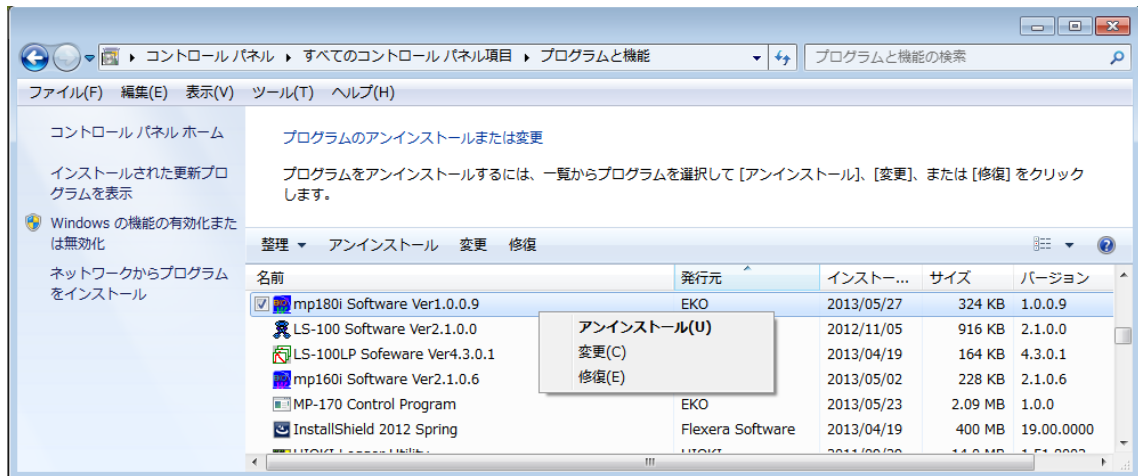 コントロール パネル ▸ すべてのコントロール パネル項目 ▸ プログラムと機能
プログラムと機能の検索
ファイル(F) 編集(E) 表示(V) ツール(T) ヘルプ(H)
コントロール パネル ホーム
インストールされた更新プロ
グラムを表示
Windows の機能の有効化また
は無効化
ネットワークからプログラム
をインストール
プログラムのアンインストールまたは変更
プログラムをアンインストールするには、一覧からプログラムを選択して [アンインストール]、[変更]、または [修復] をクリック
します。
整理 アンインストール 変更 修復
名前 発行元 インストー... サイズ バージョン
mp180i Software Ver1.0.0.9 EKO 2013/05/27 324 KB 1.0.0.9
LS-100 Software Ver2.1.0.0 2012/11/05 916 KB 2.1.0.0
LS-100LP Sofeware Ver4.3.0.1 2013/04/19 164 KB 4.3.0.1
mp160i Software Ver2.1.0.6 2013/05/02 228 KB 2.1.0.6
MP-170 Control Program EKO 2013/05/23 2.09 MB 1.0.0
InstallShield 2012 Spring Flexera Software 2013/04/19 400 MB 19.00.0000
アンインストール(U)
変更(C)
修復(E)